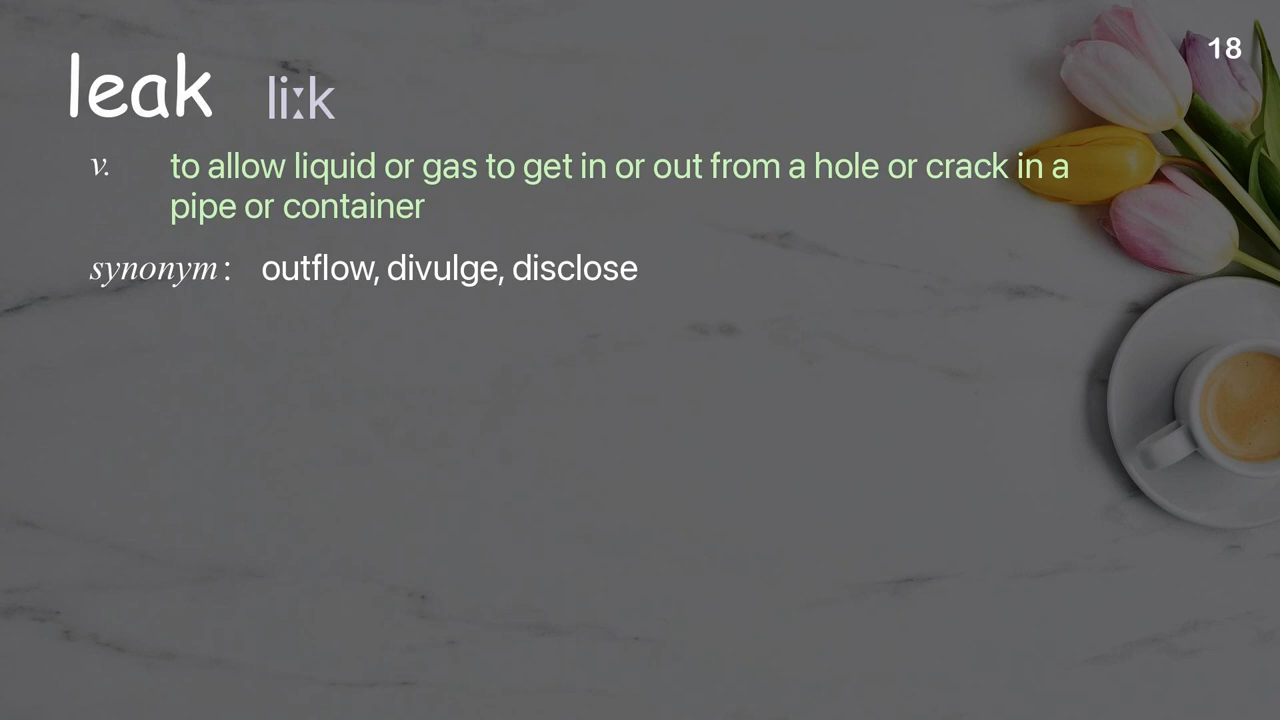 18
leak liːk
v. to allow liquid or gas to get in or out from a hole or crack in a
pipe or container
synonym : outflow, divulge, disclose